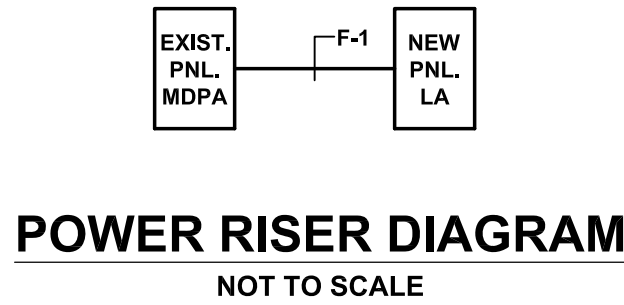 EXIST.
PNL.
MDPA
F-1
NEW
PNL.
LA
POWER RISER DIAGRAM
NOT TO SCALE